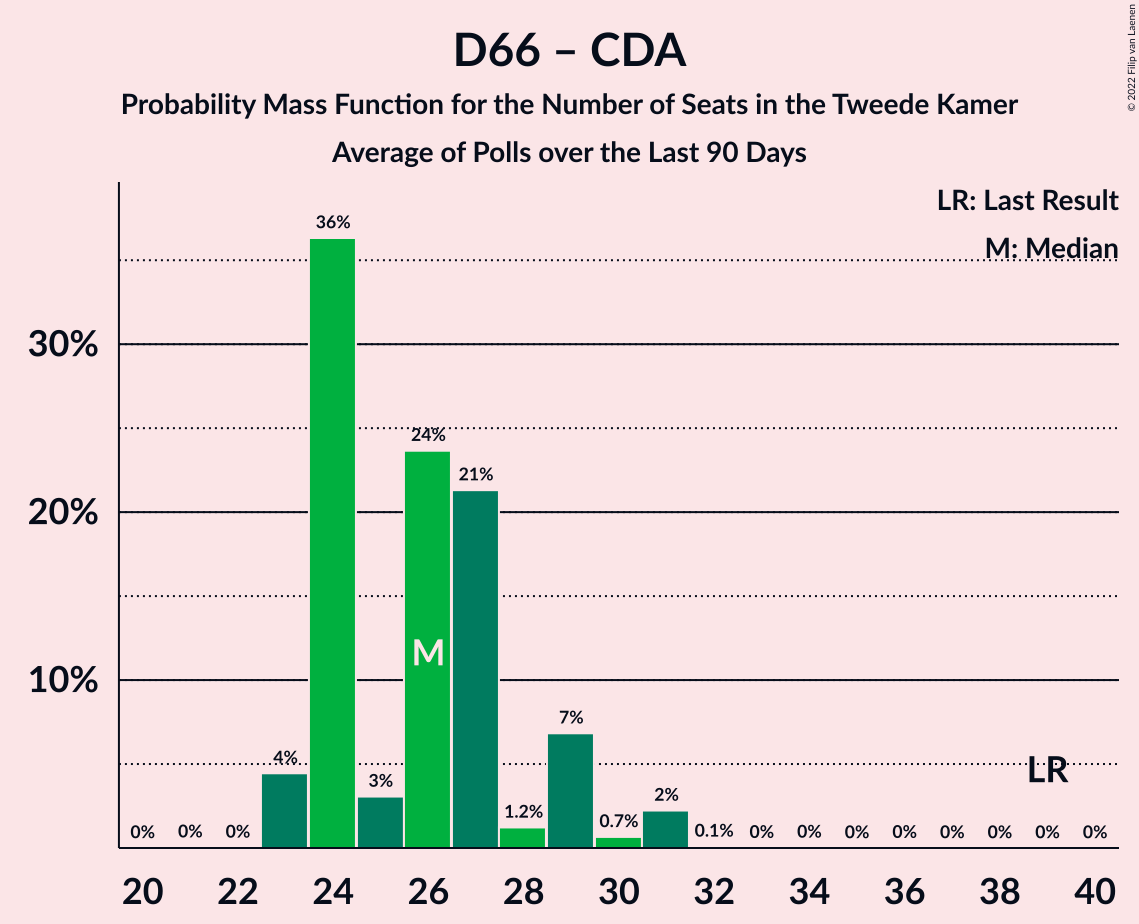 D66 – CDA
Probability Mass Function for the Number of Seats in the Tweede Kamer
Average of Polls over the Last 90 Days
© 2022 Filip van Laenen
LR: Last Result
M: Median
36%
30%
24%
21%
20%
M
10%
7%
4%
3%
1.2%
0.7%
2%
0.1%
LR
0% 0% 0% 0% 0% 0% 0% 0% 0% 0% 0%
20 22 24 26 28 30 32 34 36 38 40